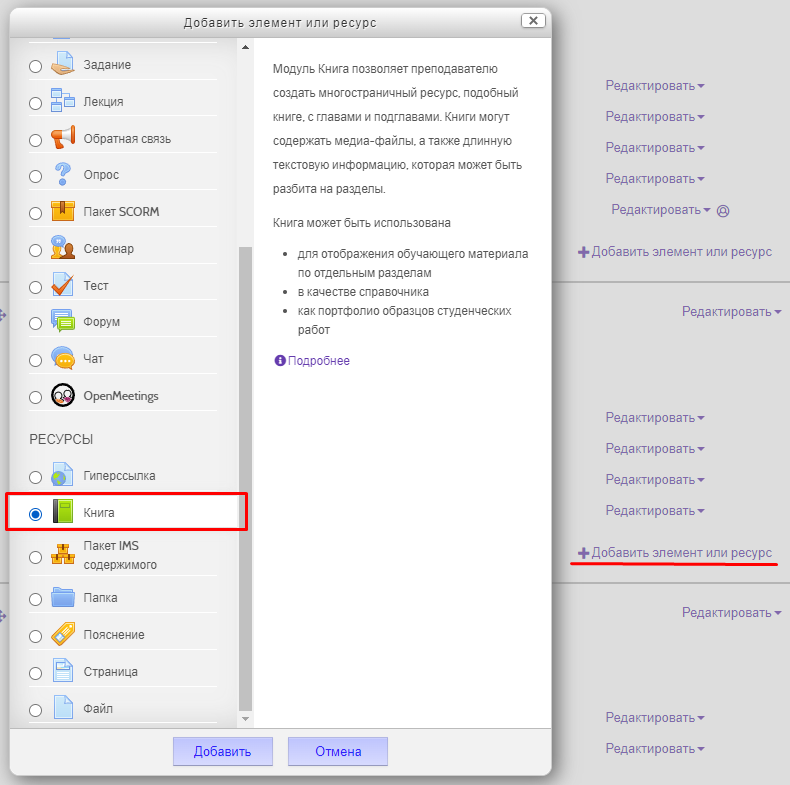 Добавить элемент или ресурс
Задание
Лекция
Обратная связь
Опрос
Пакет SCORM
Семинар
Тест
Форум
Чат
OpenMeetings
РЕСУРСЫ
Гиперссылка
Книга
Пакет IMS
содержимого
Папка
Пояснение
Страница
Файл
Модуль Книга позволяет преподавателю
создать многостраничный ресурс, подобный
книге, с главами и подглавами. Книги могут
содержать медиа-файлы, а также длинную
текстовую информацию, которая может быть
разбита на разделы.
Книга может быть использована
для отображения обучающего материала
по отдельным разделам
в качестве справочника
как портфолио образцов студенческих
работ
Подробнее
Добавить
Отмена
Редактировать
Редактировать
Редактировать
Редактировать
Редактировать
Добавить элемент или ресурс
Редактировать
Редактировать
Редактировать
Редактировать
Редактировать
Добавить элемент или ресурс
Редактировать
Редактировать
Редактировать